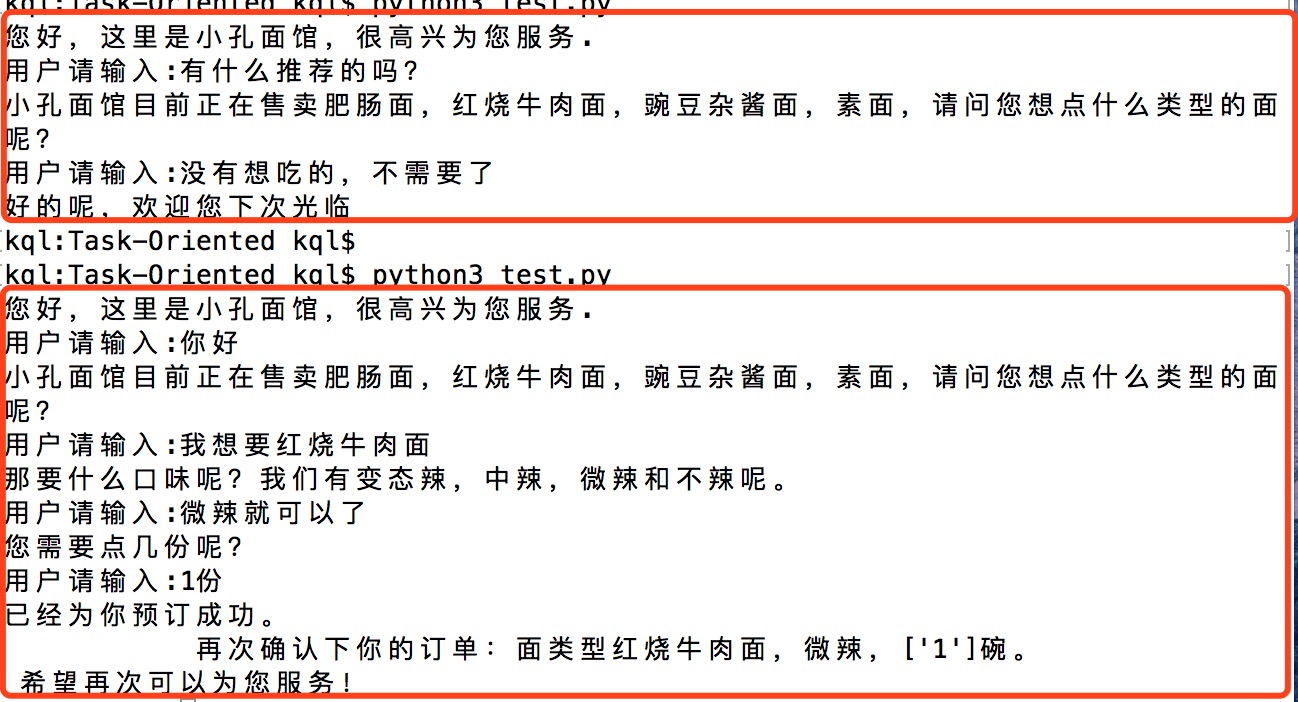 kql:Task-Oriented kql$ python3 test.py
您好，这里是小孔面馆，很高兴为您服务.
用户请输入:有什么推荐的吗？
小孔面馆目前正在售卖肥肠面，红烧牛肉面，豌豆杂酱面，素面，请问您想点什么类型的面
呢？
用户请输入:没有想吃的，不需要了
好的呢，欢迎您下次光临
[kql:Task-Oriented kql$ ]
[kql:Task-Oriented kql$ python3 test.py ]
您好，这里是小孔面馆，很高兴为您服务.
用户请输入:你好
小孔面馆目前正在售卖肥肠面，红烧牛肉面，豌豆杂酱面，素面，请问您想点什么类型的面
呢？
用户请输入:我想要红烧牛肉面
那要什么口味呢？我们有变态辣，中辣，微辣和不辣呢。
用户请输入:微辣就可以了
您需要点几份呢？
用户请输入:1份
已经为你预订成功。
再次确认下你的订单：面类型红烧牛肉面，微辣，['1']碗。
希望再次可以为您服务！